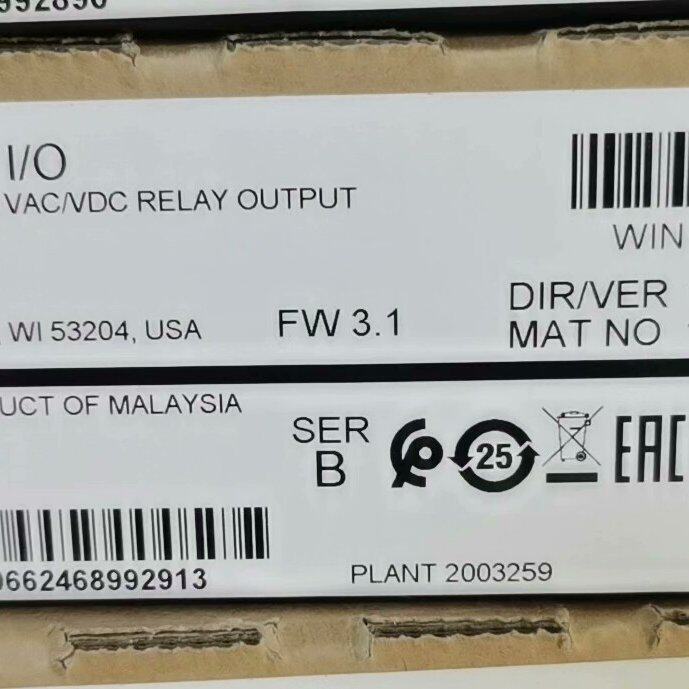 992890
I/O
VAC/VDC RELAY OUTPUT
WIN
DIR/VER
WI 53204, USA
FW 3.1
MAT NO
UCT OF MALAYSIA
SER
B
25
EAC
0662468992913
PLANT 2003259